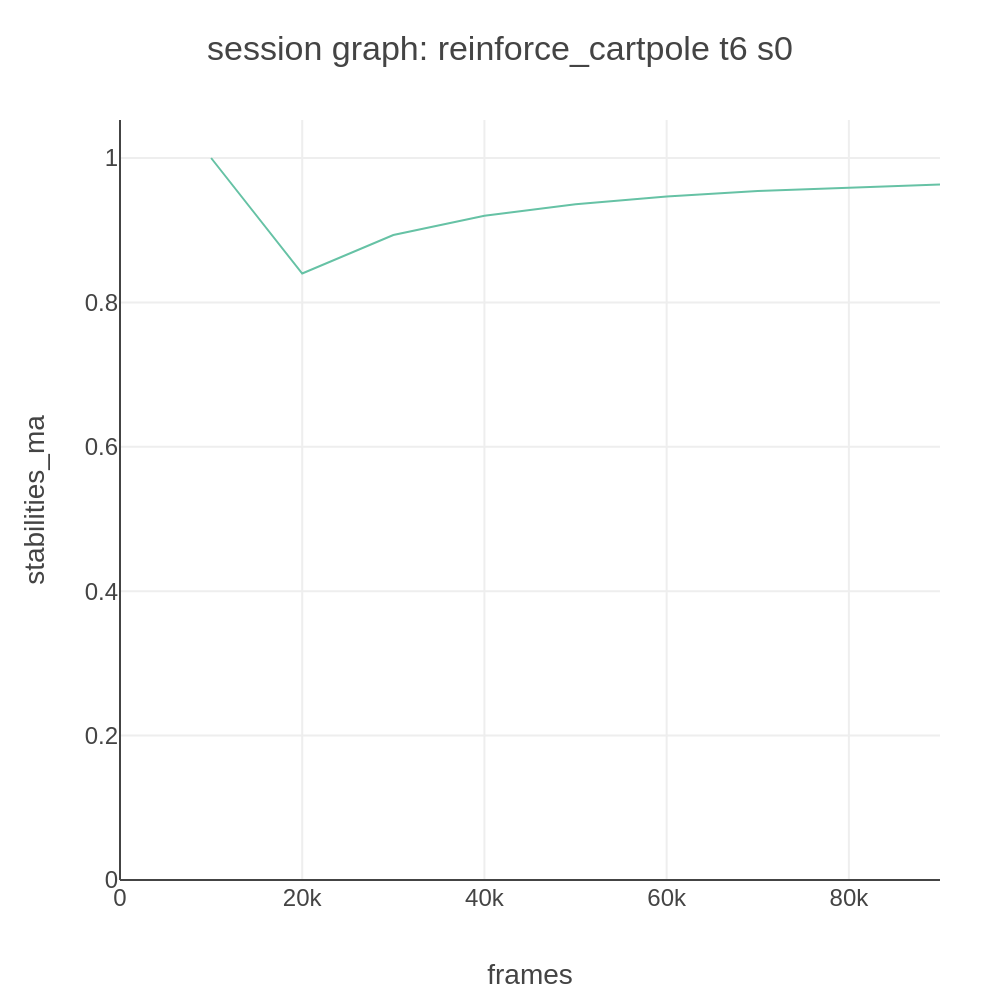 session graph: reinforce_cartpole t6 s0
stabilities_ma
1
0.8
0.6
0.4
0.2
0
0
20k
40k
60k
80k
frames